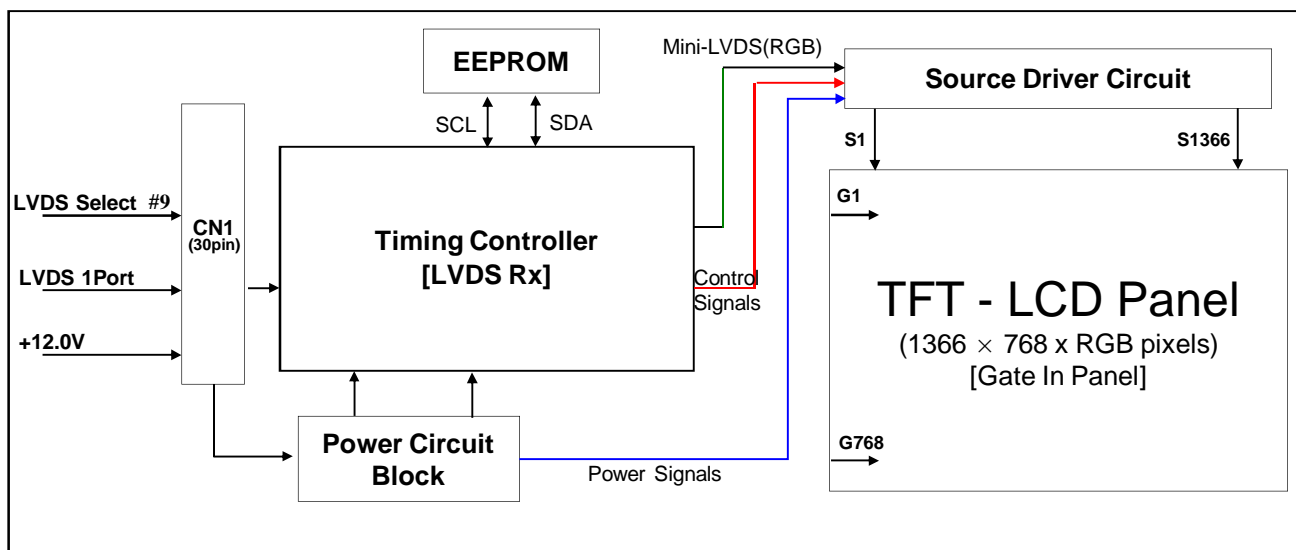 Mini-LVDS(RGB)
EEPROM
Source Driver Circuit
SCL
SDA
S1
S1366
LVDS Select #9
CN1
(30pin)
Timing Controller
[LVDS Rx]
G1
LVDS 1Port
Control
Signals
TFT - LCD Panel
(1366 × 768 x RGB pixels)
[Gate In Panel]
+12.0V
Power Circuit
Block
Power Signals
G768